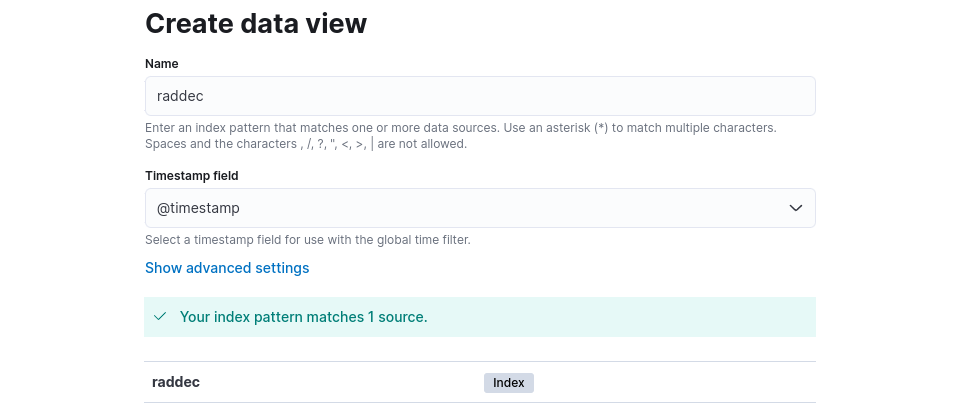 Create data view
Name
raddec
Enter an index pattern that matches one or more data sources. Use an asterisk (*) to match multiple characters.
Spaces and the characters , /, ?, ", <, >, | are not allowed.
Timestamp field
@timestamp
Select a timestamp field for use with the global time filter.
Show advanced settings
Your index pattern matches 1 source.
raddec Index